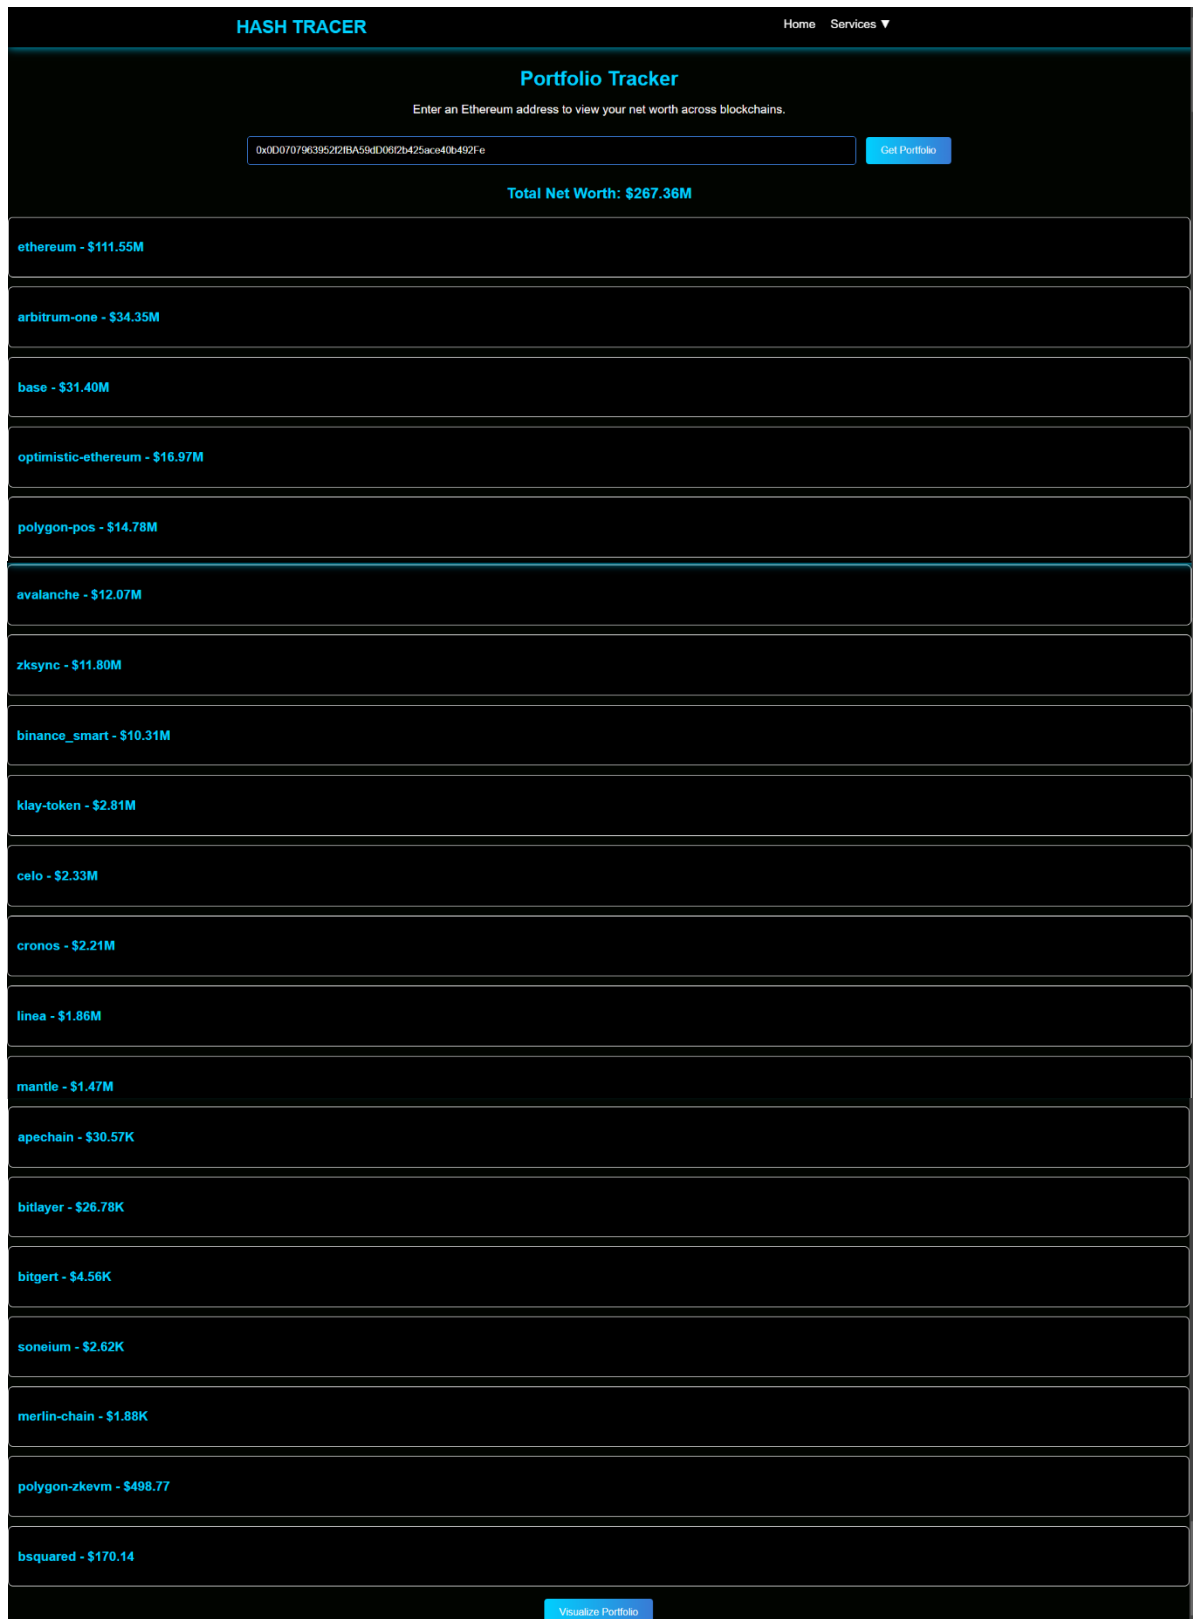 HASH TRACER
Home Services ▼
Portfolio Tracker
Enter an Ethereum address to view your net worth across blockchains.
0x0D0707963952f2fBA59dD06f2b425ace40b492Fe Get Portfolio
Total Net Worth: $267.36M
ethereum - $111.55M
arbitrum-one - $34.35M
base - $31.40M
optimistic-ethereum - $16.97M
polygon-pos - $14.78M
avalanche - $12.07M
zksync - $11.80M
binance_smart - $10.31M
klay-token - $2.81M
celo - $2.33M
cronos - $2.21M
linea - $1.86M
mantle - $1.47M
apechain - $30.57K
bitlayer - $26.78K
bitgert - $4.56K
soneium - $2.62K
merlin-chain - $1.88K
polygon-zkevm - $498.77
bsquared - $170.14
Visualize Portfolio